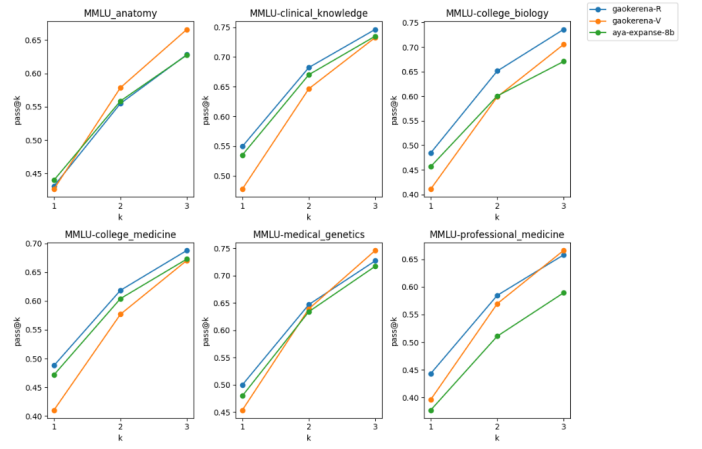 MMLU_anatomy
pass@k
0.65
0.60
0.55
0.50
0.45
1 2 3
k
MMLU-clinical_knowledge
pass@k
0.75
0.70
0.65
0.60
0.55
0.50
1 2 3
k
MMLU-college_biology
pass@k
0.75
0.70
0.65
0.60
0.55
0.50
0.45
0.40
1 2 3
k
gaokerena-R
gaokerena-V
aya-expanse-8b
MMLU-college_medicine
pass@k
0.70
0.65
0.60
0.55
0.50
0.45
0.40
1 2 3
k
MMLU-medical_genetics
pass@k
0.75
0.70
0.65
0.60
0.55
0.50
0.45
1 2 3
k
MMLU-professional_medicine
pass@k
0.65
0.60
0.55
0.50
0.45
0.40
1 2 3
k